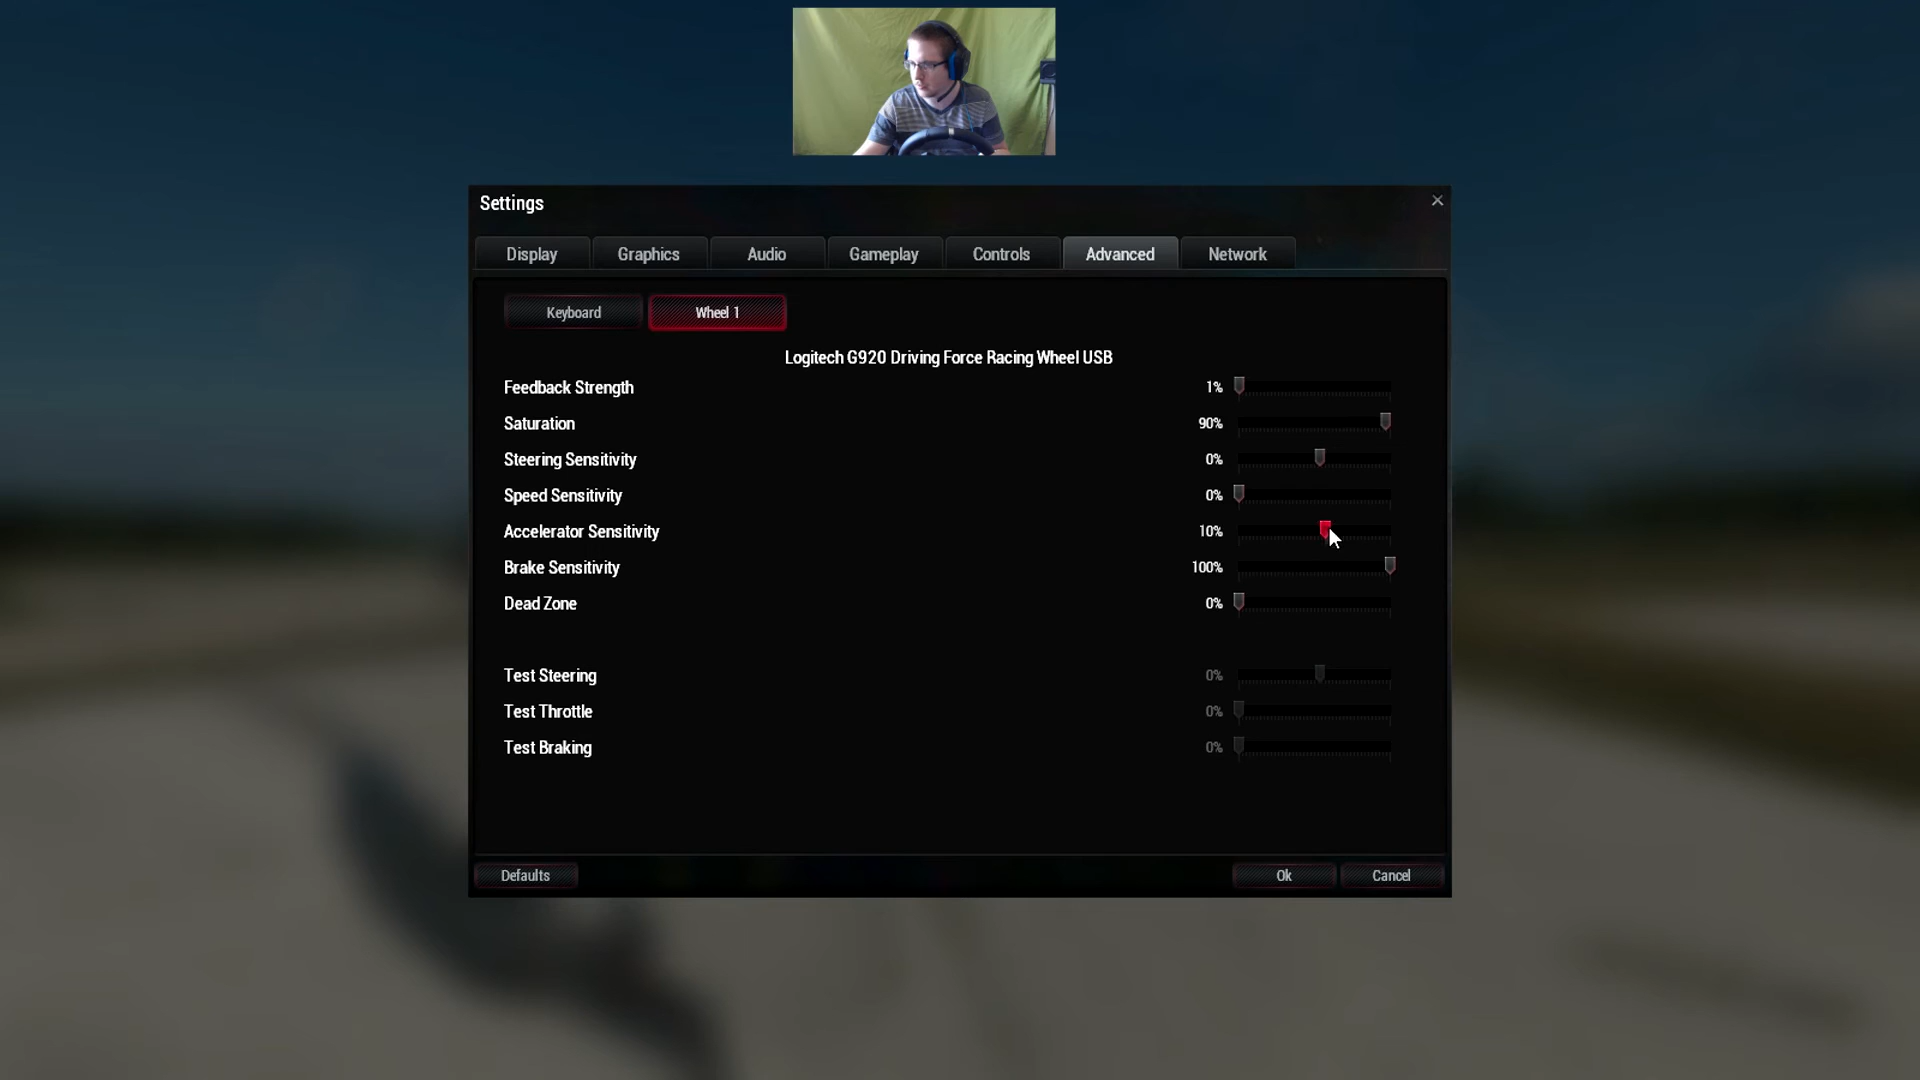 Settings
Display Graphics Audio Gameplay Controls Advanced Network
Keyboard Wheel 1
Logitech G920 Driving Force Racing Wheel USB
Feedback Strength 1%
Saturation 90%
Steering Sensitivity 0%
Speed Sensitivity 0%
Accelerator Sensitivity 10%
Brake Sensitivity 100%
Dead Zone 0%
Test Steering 0%
Test Throttle 0%
Test Braking 0%
Defaults Ok Cancel